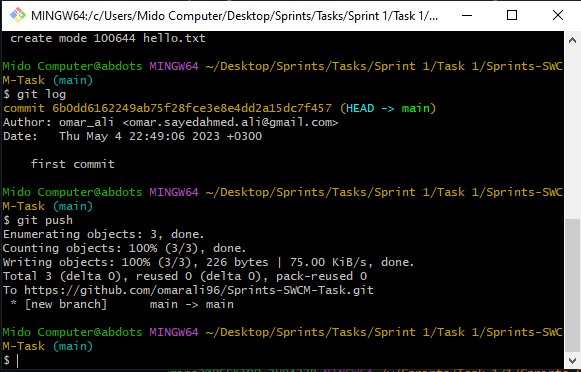 MINGW64:/c/Users/Mido Computer/Desktop/Sprints/Tasks/Sprint 1/Task 1/...
create mode 100644 hello.txt
Mido Computer@abdots MINGW64 ~/Desktop/Sprints/Tasks/Sprint 1/Task 1/Sprints-SWC
M-Task (main)
$ git log
commit 6b0dd6162249ab75f28fce3e8e4dd2a15dc7f457 (HEAD -> main)
Author: omar_ali <omar.sayedahmed.ali@gmail.com>
Date:   Thu May 4 22:49:06 2023 +0300
    first commit
Mido Computer@abdots MINGW64 ~/Desktop/Sprints/Tasks/Sprint 1/Task 1/Sprints-SWC
M-Task (main)
$ git push
Enumerating objects: 3, done.
Counting objects: 100% (3/3), done.
Writing objects: 100% (3/3), 226 bytes | 75.00 KiB/s, done.
Total 3 (delta 0), reused 0 (delta 0), pack-reused 0
To https://github.com/omarali96/Sprints-SWCM-Task.git
 * [new branch]      main -> main
Mido Computer@abdots MINGW64 ~/Desktop/Sprints/Tasks/Sprint 1/Task 1/Sprints-SWC
M-Task (main)
$